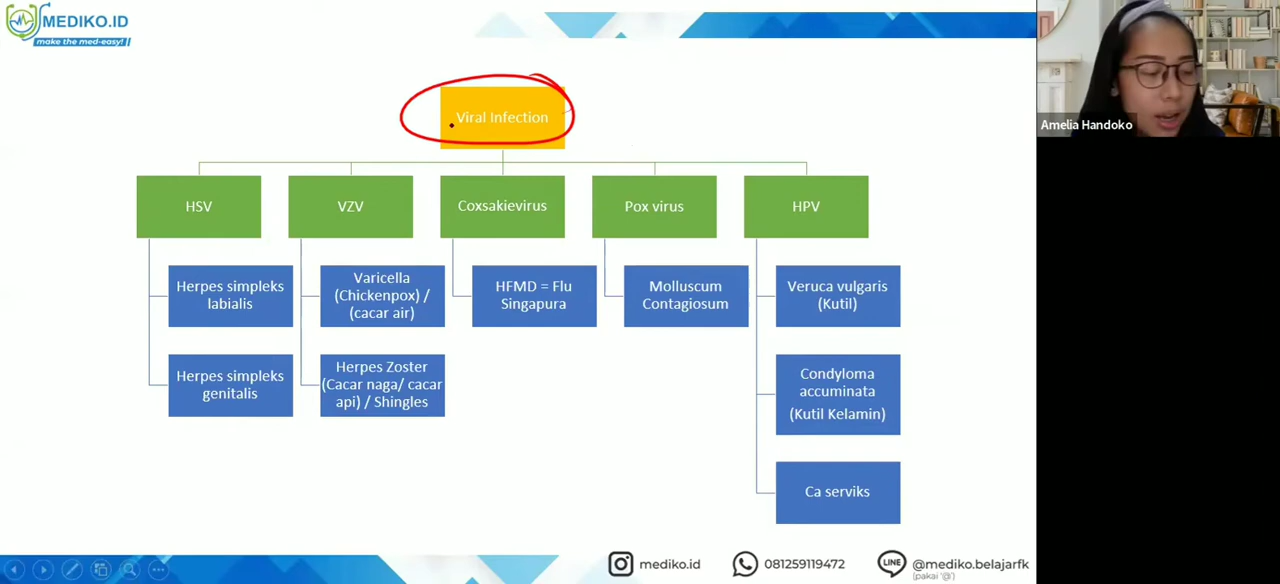 MEDIKO.ID
make the med-easy!
Viral Infection
HSV
VZV
Coxsakievirus
Pox virus
HPV
Herpes simpleks
labialis
Herpes simpleks
genitalis
Varicella
(Chickenpox) /
(cacar air)
Herpes Zoster
(Cacar naga/ cacar
api) / Shingles
HFMD = Flu
Singapura
Molluscum
Contagiosum
Veruca vulgaris
(Kutil)
Condyloma
accuminata
(Kutil Kelamin)
Ca serviks
Amelia Handoko
mediko.id
081259119472
LINE
@mediko.belajarfk
(pakai '@')